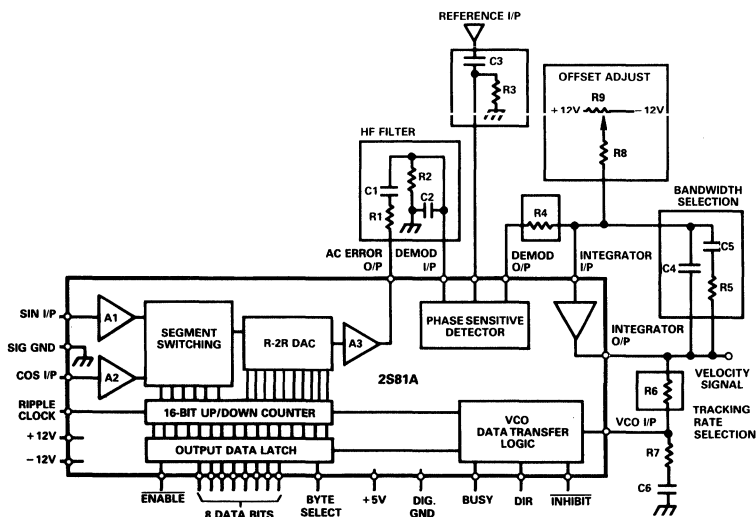 REFERENCE I/P
C3
R3
OFFSET ADJUST
R9
+12V
-12V
R8
HF FILTER
R2
C1
C2
R1
BANDWIDTH
SELECTION
R4
C5
C4
R5
AC ERROR
O/P
DEMOD
I/P
DEMOD
O/P
INTEGRATOR
I/P
INTEGRATOR
O/P
SIN I/P
A1
SEGMENT
SWITCHING
R-2R DAC
A3
PHASE SENSITIVE
DETECTOR
SIG GND
COS I/P
A2
2S81A
VELOCITY
SIGNAL
R6
TRACKING
RATE
SELECTION
RIPPLE
CLOCK
16-BIT UP/DOWN COUNTER
VCO
DATA TRANSFER
LOGIC
VCO I/P
+12V
OUTPUT DATA LATCH
R7
-12V
C6
ENABLE
8 DATA BITS
BYTE
SELECT
+5V
DIG.
GND
BUSY
DIR
INHIBIT